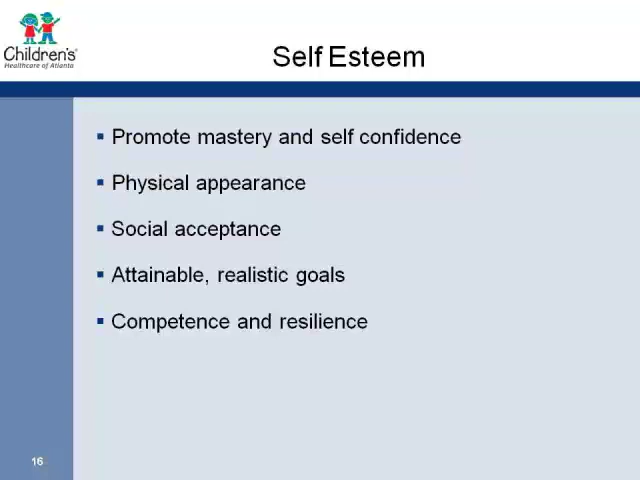 Children's
Healthcare of Atlanta
Self Esteem
Promote mastery and self confidence
Physical appearance
Social acceptance
Attainable, realistic goals
Competence and resilience
16